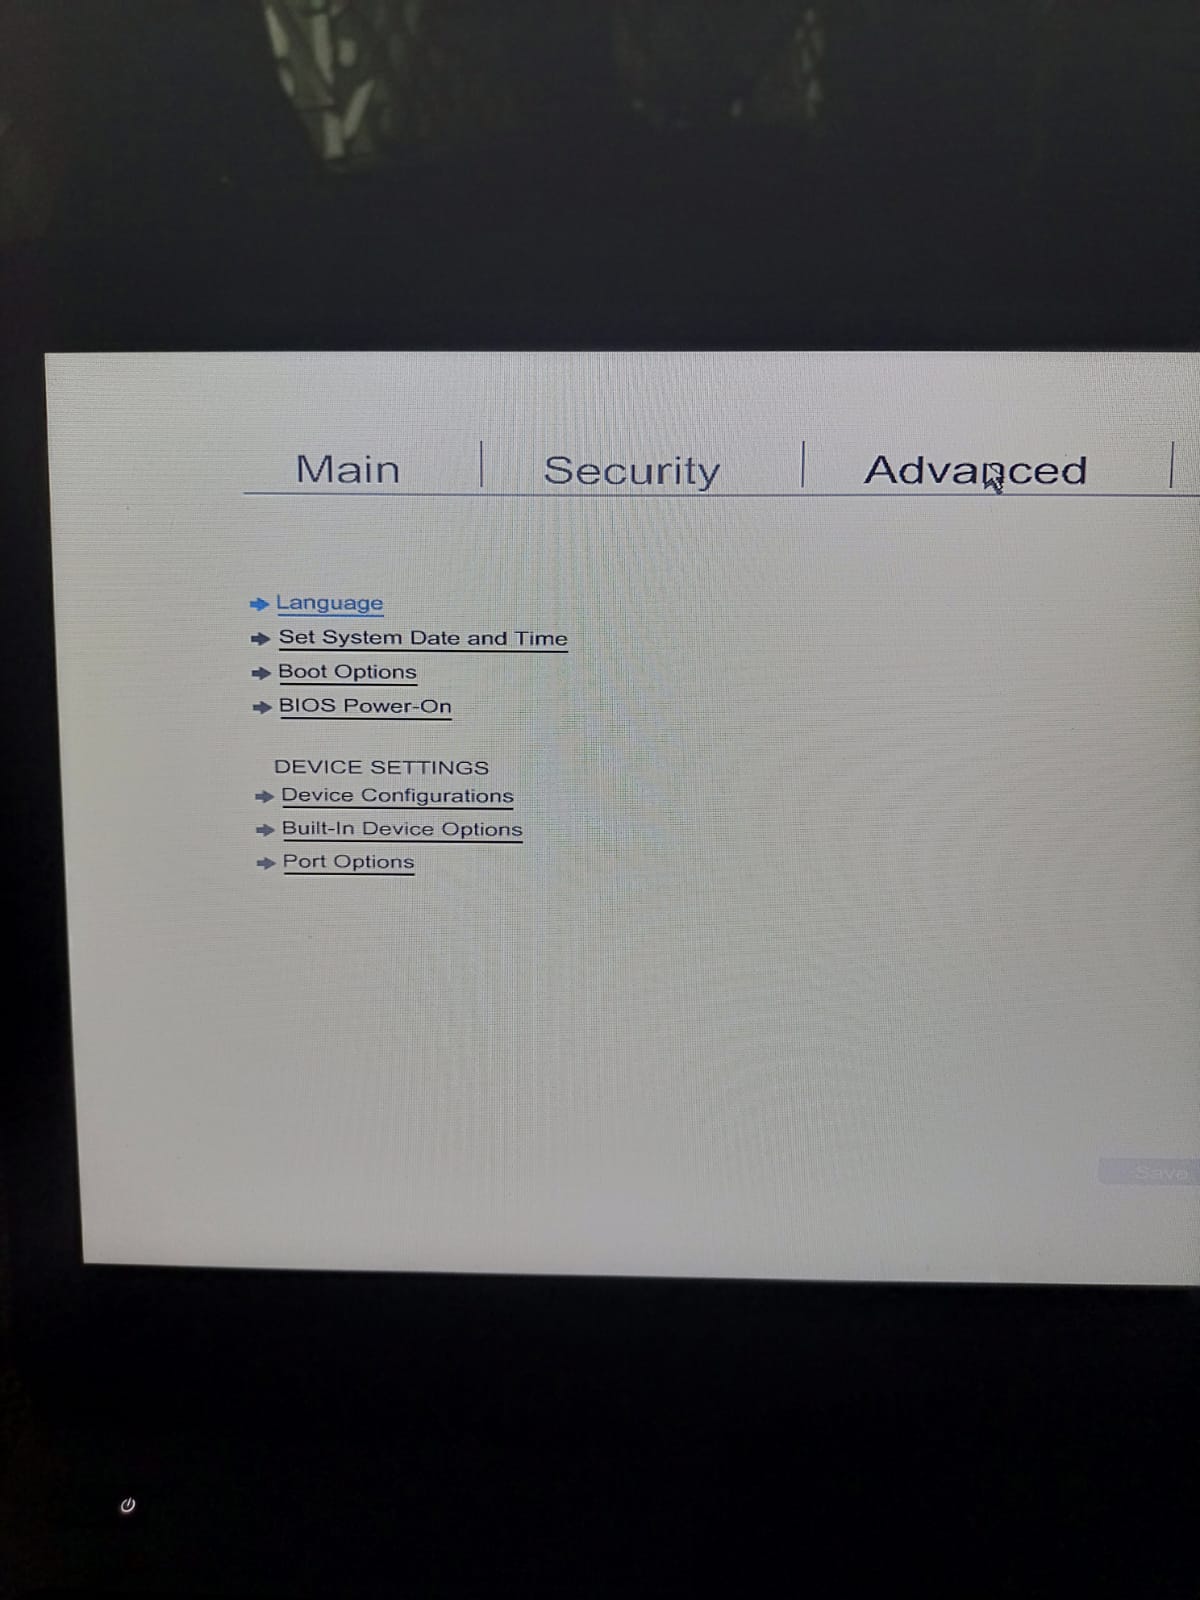 Main | Security | Advanced |
Language
Set System Date and Time
Boot Options
BIOS Power-On
DEVICE SETTINGS
Device Configurations
Built-In Device Options
Port Options
Save